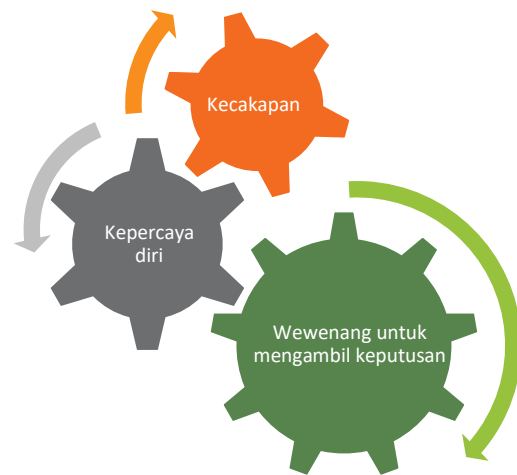 Kecakapan
Kepercaya
diri
Wewenang untuk
mengambil keputusan